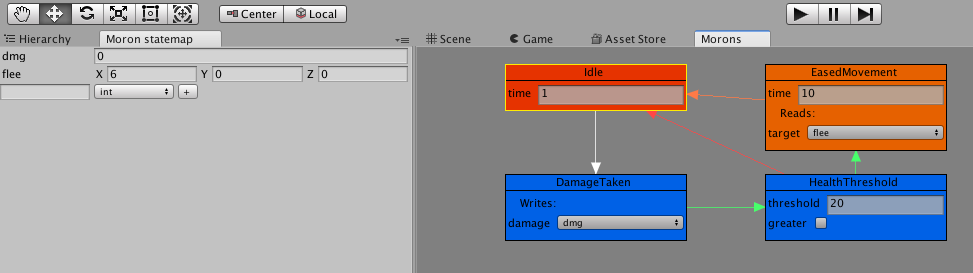 Center Local
Hierarchy Moron statemap
Scene Game Asset Store Morons
dmg 0
flee X 6 Y 0 Z 0
int +
Idle
time 1
EasedMovement
time 10
Reads:
target flee
DamageTaken
Writes:
damage dmg
HealthThreshold
threshold 20
greater